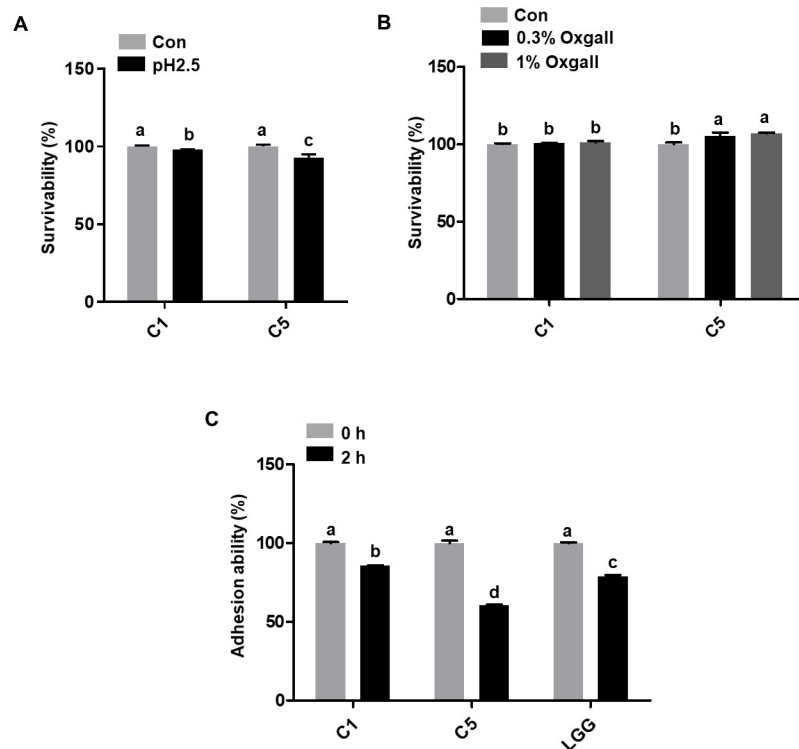 A
Con
pH2.5
Survivability (%)
150
100
50
0
a b a c
C1 C5
B
Con
0.3% Oxgall
1% Oxgall
Survivability (%)
150
100
50
0
b b b b a a
C1 C5
C
0 h
2 h
Adhesion ability (%)
150
100
50
0
a b a d a c
C1 C5 LGG